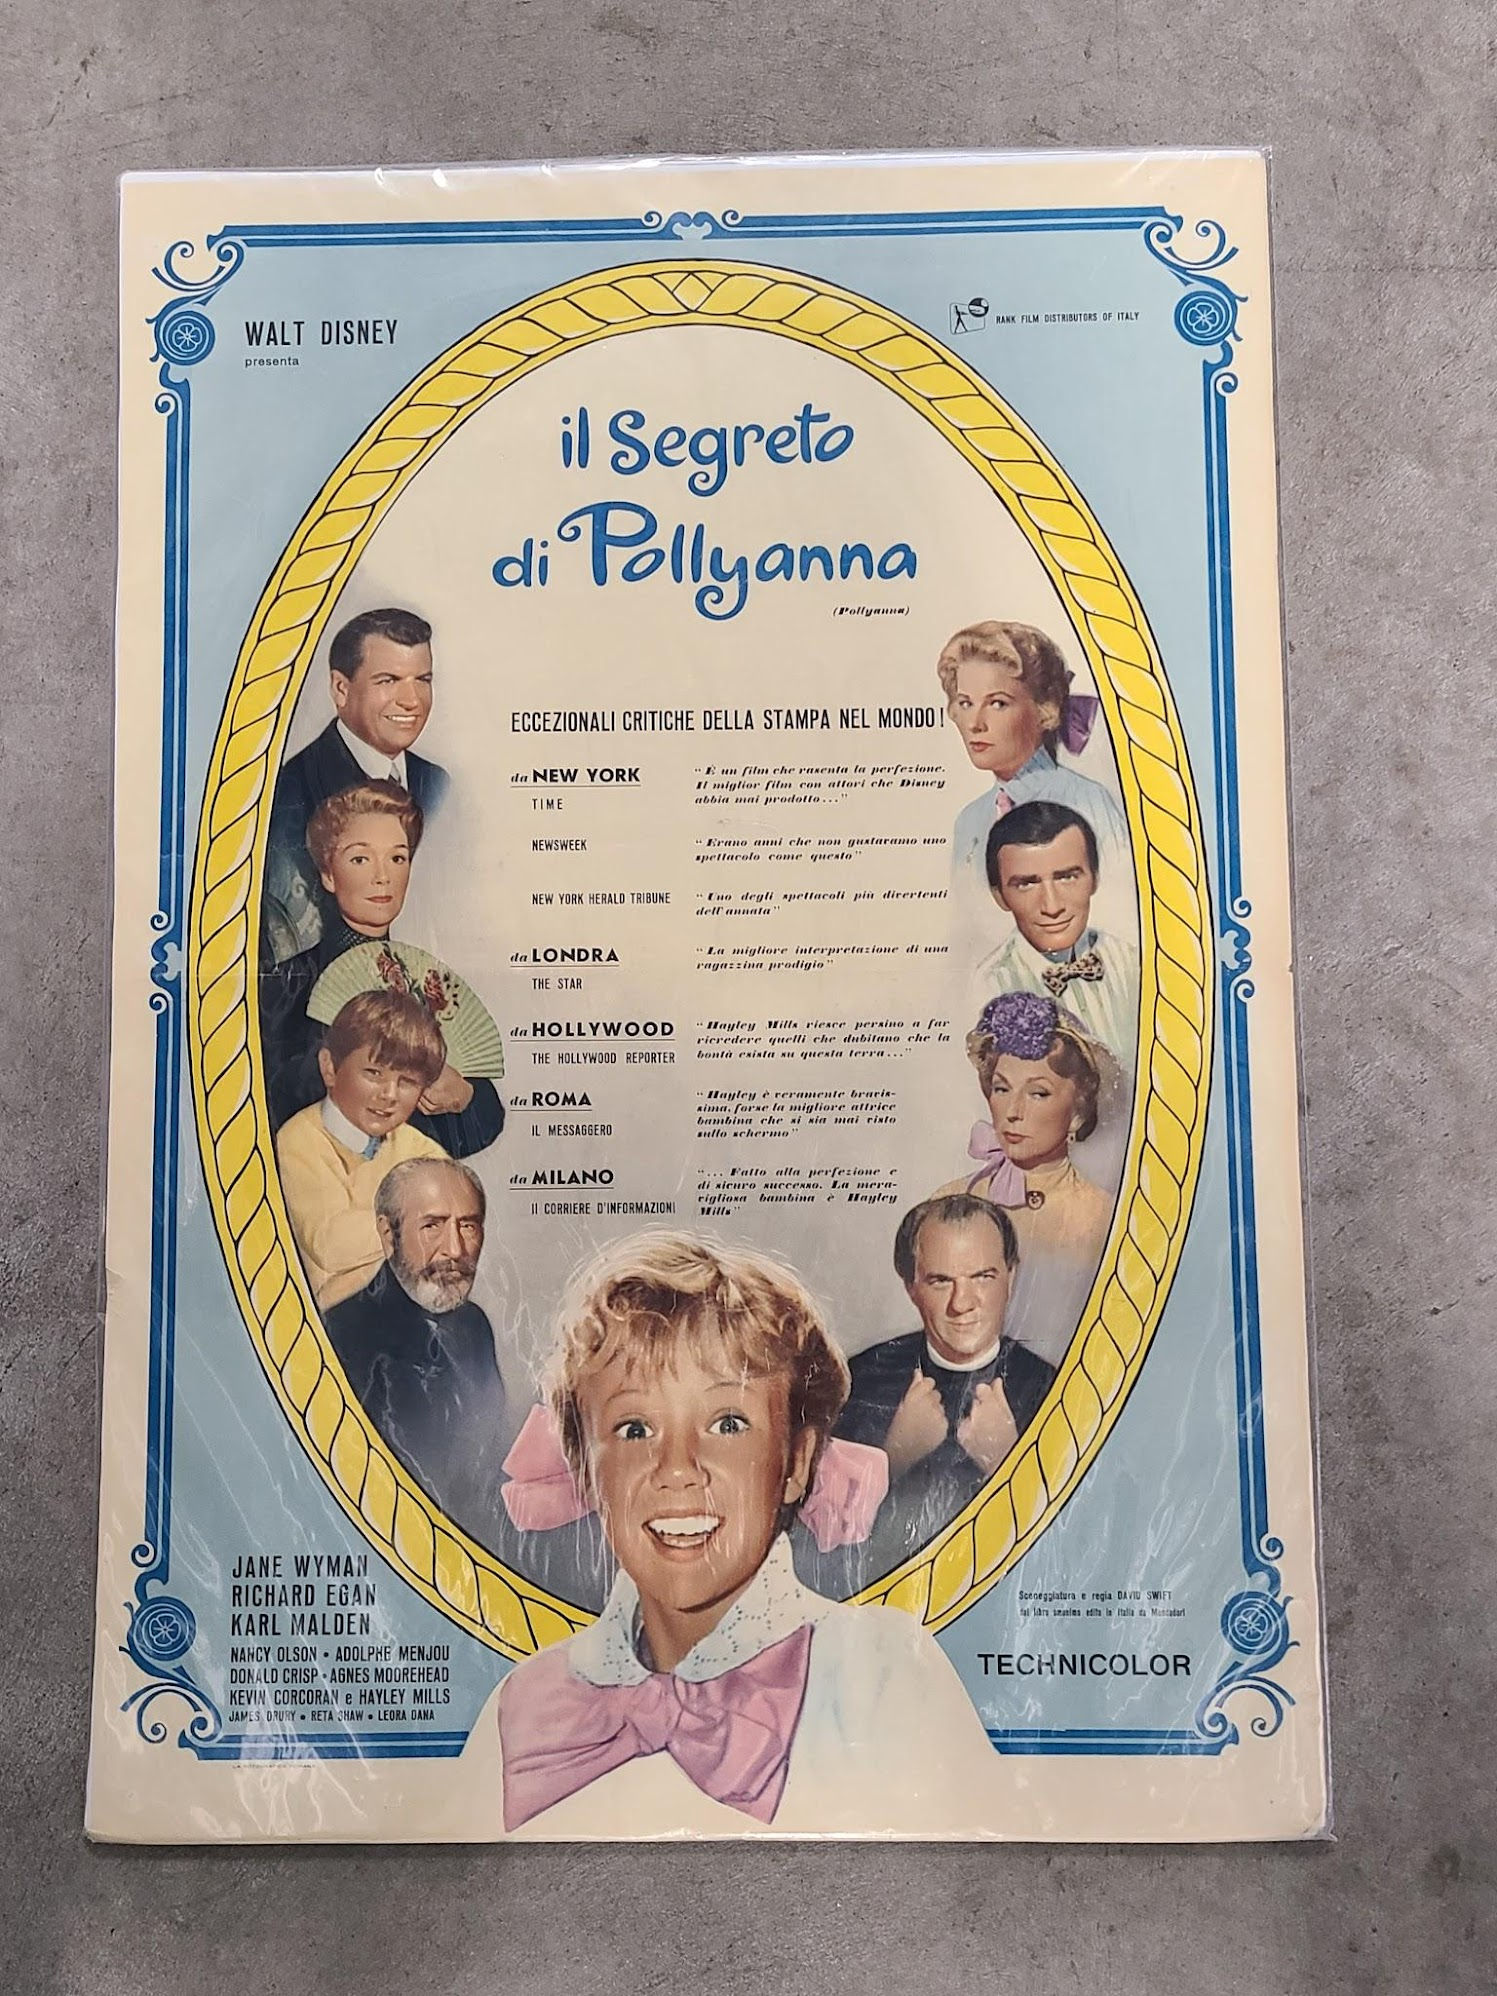 WALT DISNEY
presenta
RANK FILM DISTRIBUTORS OF ITALY
il Segreto
di Pollyanna
(Pollyanna)
ECCEZIONALI CRITICHE DELLA STAMPA NEL MONDO!
da NEW YORK
TIME
“È un film che rasenta la perfezione.
Il miglior film con attori che Disney
abbia mai prodotto...”
NEWSWEEK
“Erano anni che non gustavamo uno
spettacolo come questo”
NEW YORK HERALD TRIBUNE
“Uno degli spettacoli più divertenti
dell'annata”
da LONDRA
THE STAR
“La migliore interpretazione di una
ragazzina prodigio”
da HOLLYWOOD
THE HOLLYWOOD REPORTER
“Hayley Mills riesce persino a far
ricredere quelli che dubitano che la
bontà esista su questa terra...”
da ROMA
IL MESSAGGERO
“Hayley è veramente bravis-
sima, forse la migliore attrice
bambina che si sia mai visto
sullo schermo”
da MILANO
Il CORRIERE D'INFORMAZIONI
“... Fatto alla perfezione e
di sicuro successo. La mera-
vigliosa bambina è Hayley
Mills”
JANE WYMAN
RICHARD EGAN
KARL MALDEN
NANCY OLSON • ADOLPHE MENJOU
DONALD CRISP • AGNES MOOREHEAD
KEVIN CORCORAN e HAYLEY MILLS
JAMES DRURY • RETA SHAW • LEORA DANA
Sceneggiatura e regia DAVID SWIFT
dal libro omonimo edito in Italia da Mondadori
TECHNICOLOR